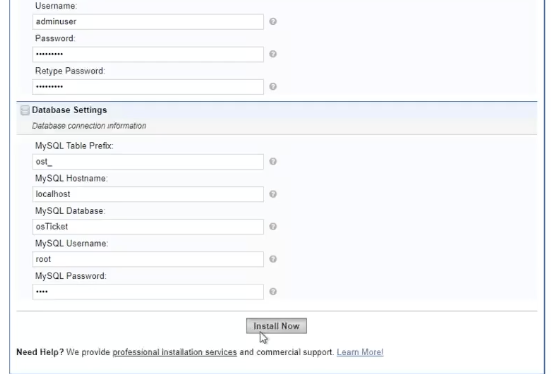 Username:
adminuser
Password:
•••••••••
Retype Password:
•••••••••
Database Settings
Database connection information
MySQL Table Prefix:
ost_
MySQL Hostname:
localhost
MySQL Database:
osTicket
MySQL Username:
root
MySQL Password:
••••
Install Now
Need Help? We provide professional installation services and commercial support. Learn More!